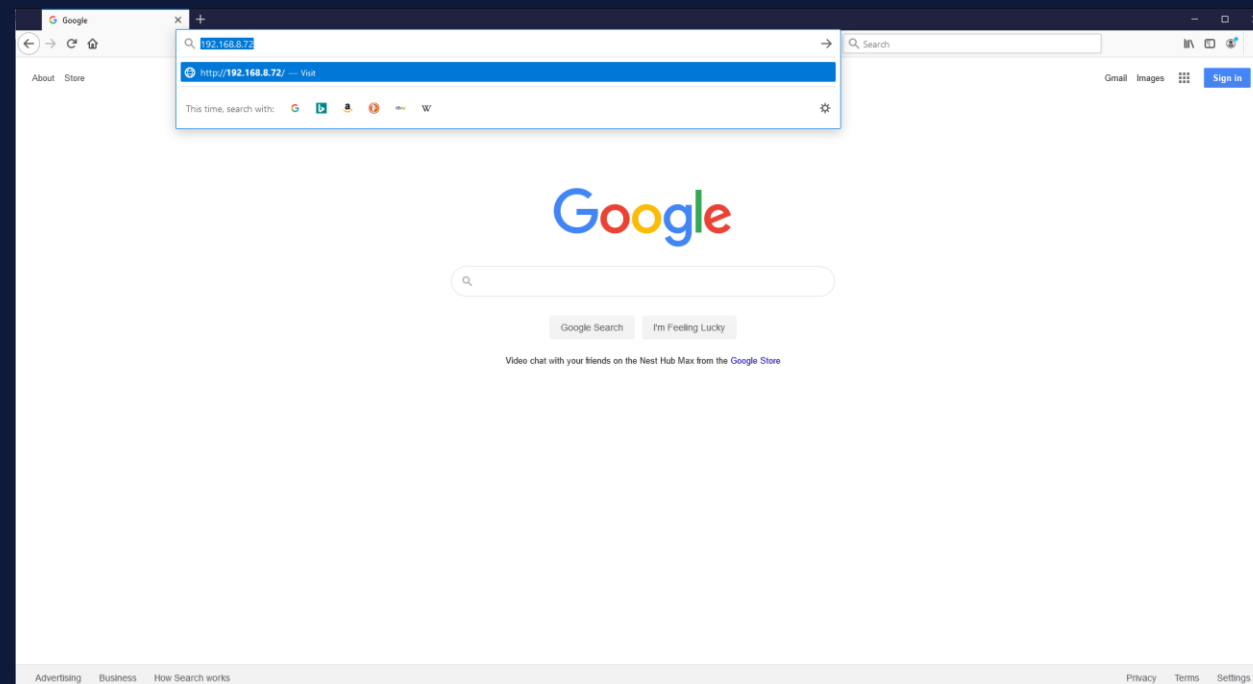 Google
192.168.8.72
Search
http://192.168.8.72/ — Visit
About Store
Gmail Images Sign in
This time, search with: a W
Google
Google Search I'm Feeling Lucky
Video chat with your friends on the Nest Hub Max from the Google Store
Advertising Business How Search works Privacy Terms Settings